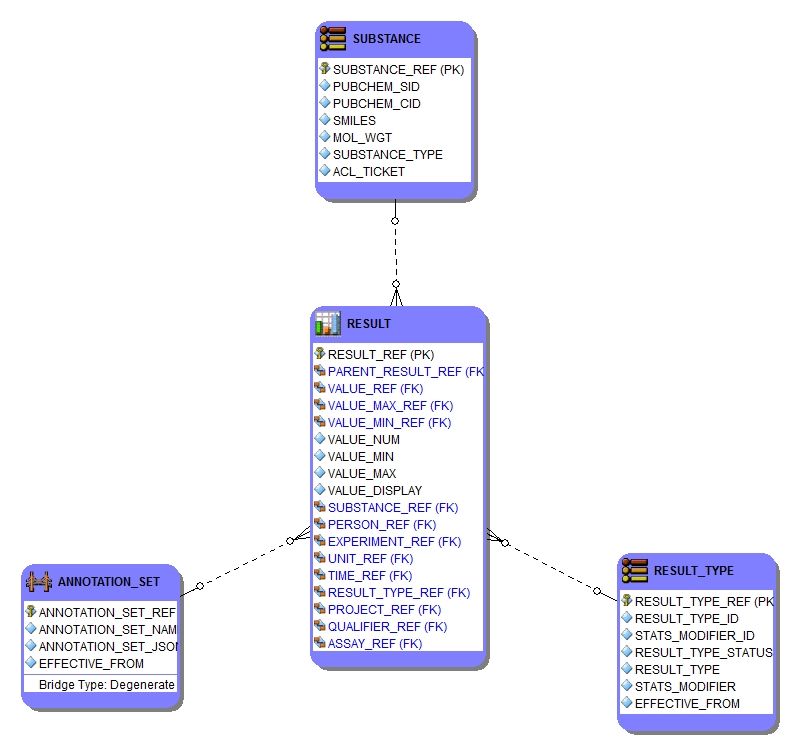 SUBSTANCE
SUBSTANCE_REF (PK)
PUBCHEM_SID
PUBCHEM_CID
SMILES
MOL_WGT
SUBSTANCE_TYPE
ACL_TICKET
RESULT
RESULT_REF (PK)
PARENT_RESULT_REF (FK
VALUE_REF (FK)
VALUE_MAX_REF (FK)
VALUE_MIN_REF (FK)
VALUE_NUM
VALUE_MIN
VALUE_MAX
VALUE_DISPLAY
SUBSTANCE_REF (FK)
PERSON_REF (FK)
EXPERIMENT_REF (FK)
UNIT_REF (FK)
TIME_REF (FK)
RESULT_TYPE_REF (FK)
PROJECT_REF (FK)
QUALIFIER_REF (FK)
ASSAY_REF (FK)
ANNOTATION_SET
ANNOTATION_SET_REF
ANNOTATION_SET_NAM
ANNOTATION_SET_JSO
EFFECTIVE_FROM
Bridge Type: Degenerate
RESULT_TYPE
RESULT_TYPE_REF (PK
RESULT_TYPE_ID
STATS_MODIFIER_ID
RESULT_TYPE_STATUS
RESULT_TYPE
STATS_MODIFIER
EFFECTIVE_FROM